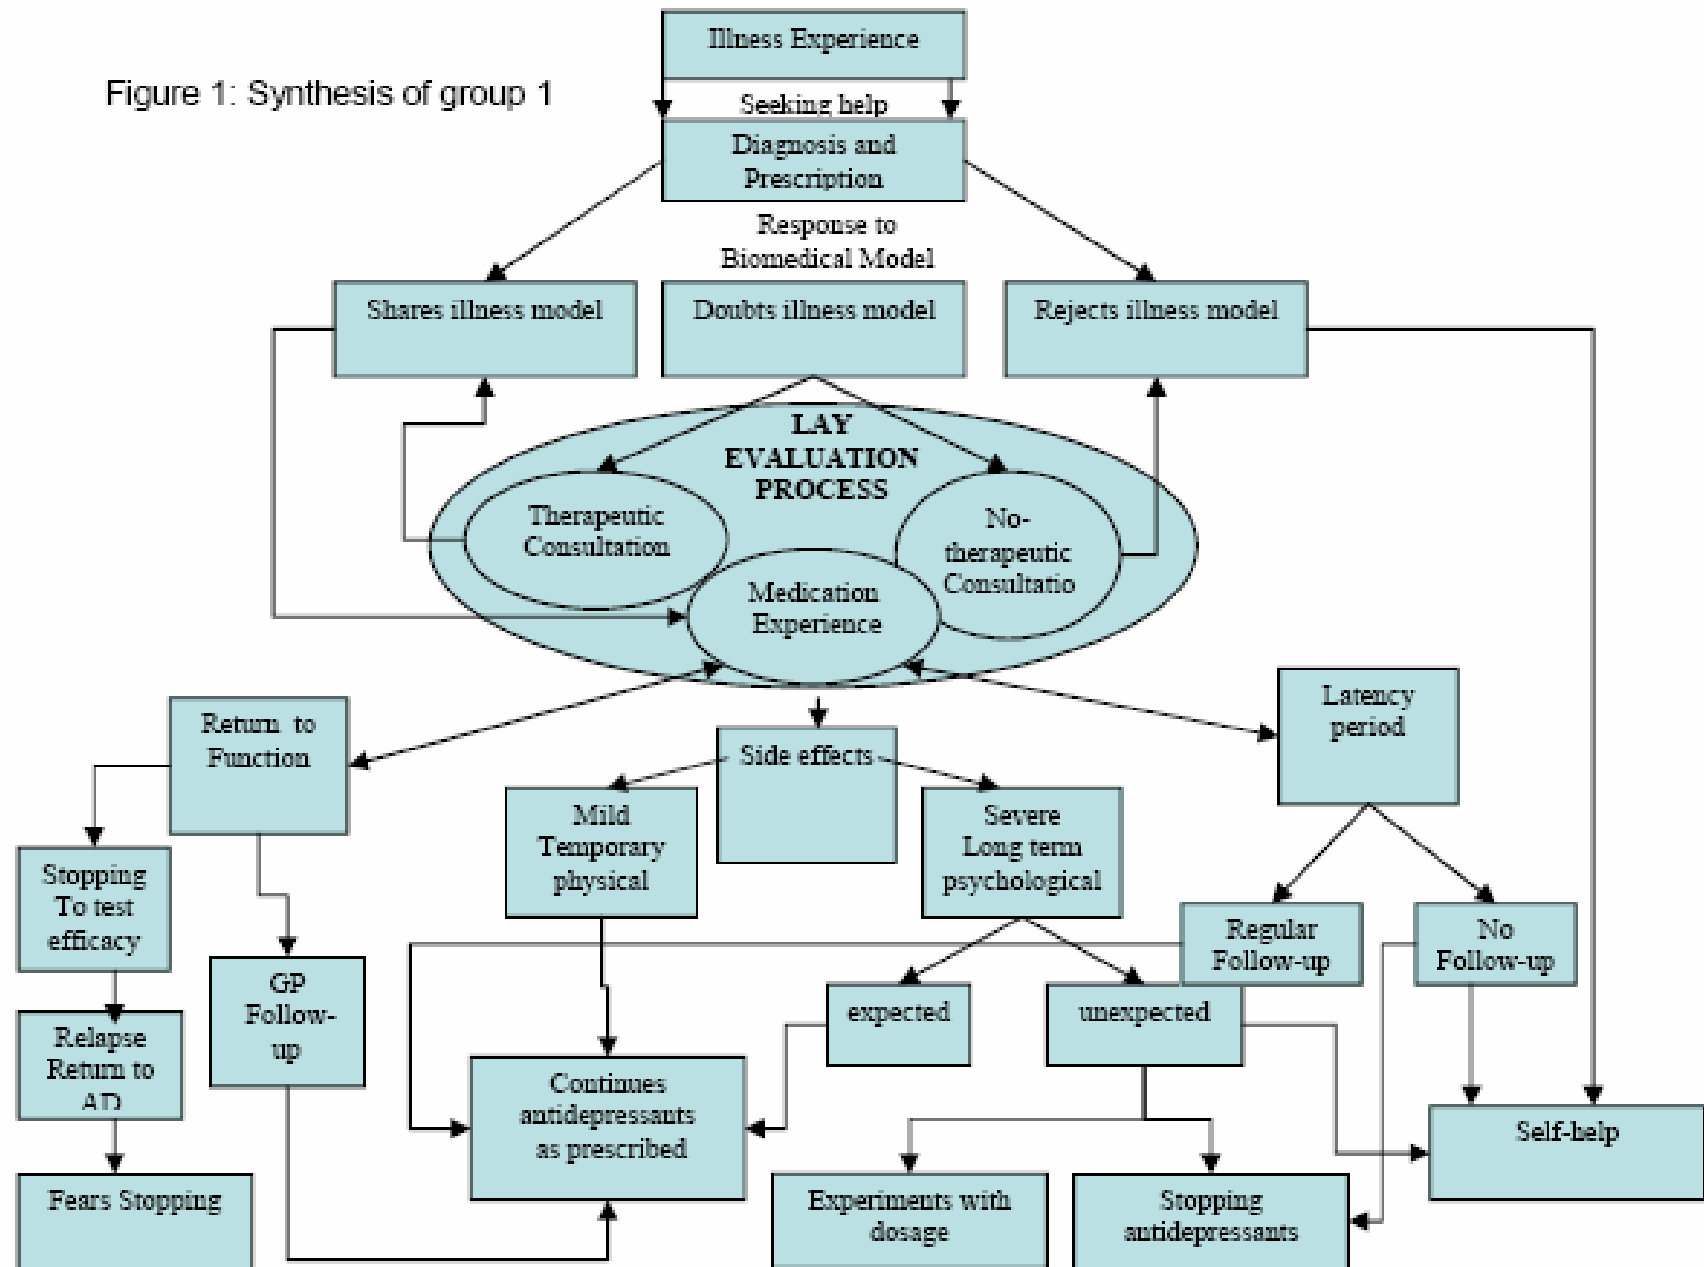 Figure 1: Synthesis of group 1
Illness Experience
Seeking help
Diagnosis and
Prescription
Response to
Biomedical Model
Shares illness model
Doubts illness model
Rejects illness model
LAY
EVALUATION
PROCESS
Therapeutic
Consultation
No-
therapeutic
Consultatio
Medication
Experience
Return to
Function
Side effects
Latency
period
Mild
Temporary
physical
Severe
Long term
psychological
Stopping
To test
efficacy
GP
Follow-
up
Regular
Follow-up
No
Follow-up
expected
unexpected
Relapse
Return to
AD
Continues
antidepressants
as prescribed
Self-help
Fears Stopping
Experiments with
dosage
Stopping
antidepressants